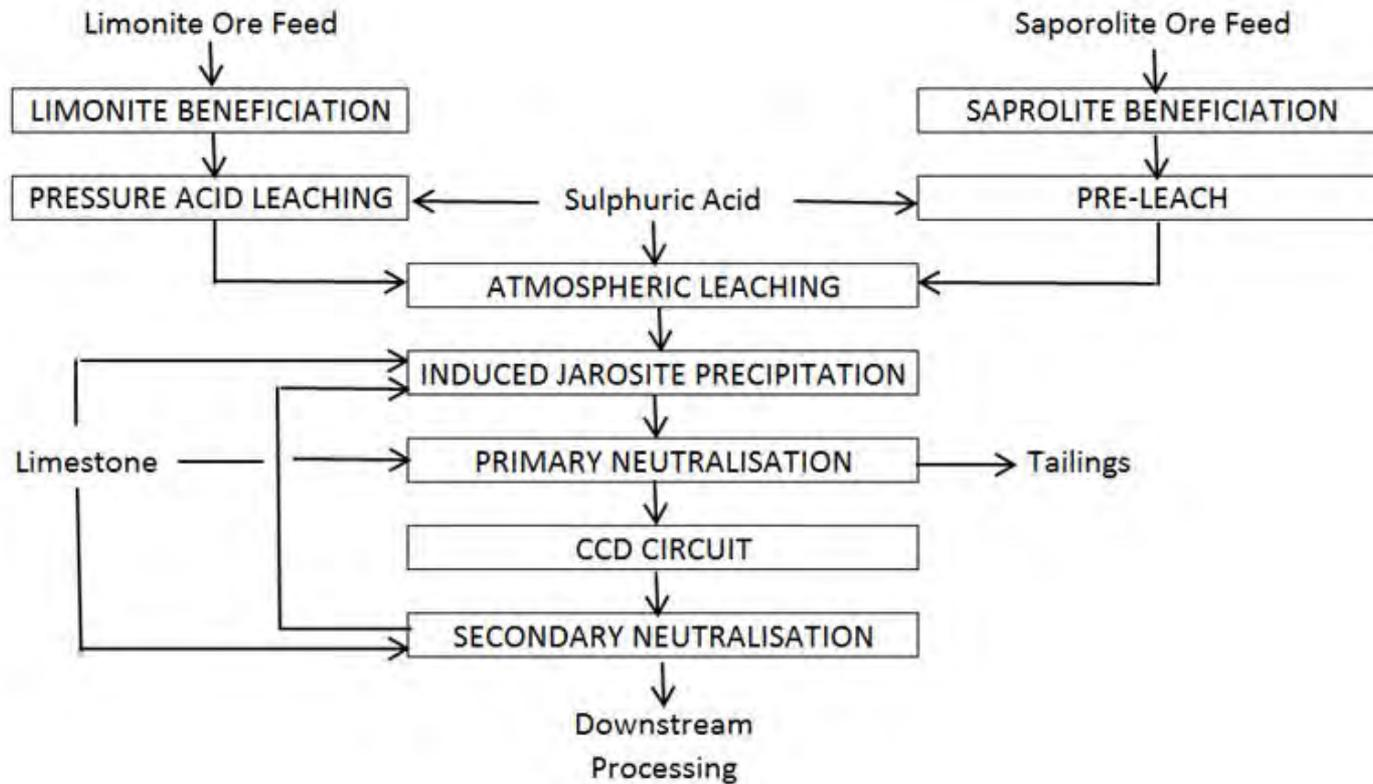 Limonite Ore Feed
Saporolite Ore Feed
LIMONITE BENEFICIATION
SAPROLITE BENEFICIATION
PRESSURE ACID LEACHING
Sulphuric Acid
PRE-LEACH
ATMOSPHERIC LEACHING
INDUCED JAROSITE PRECIPITATION
Limestone
PRIMARY NEUTRALISATION
Tailings
CCD CIRCUIT
SECONDARY NEUTRALISATION
Downstream
Processing